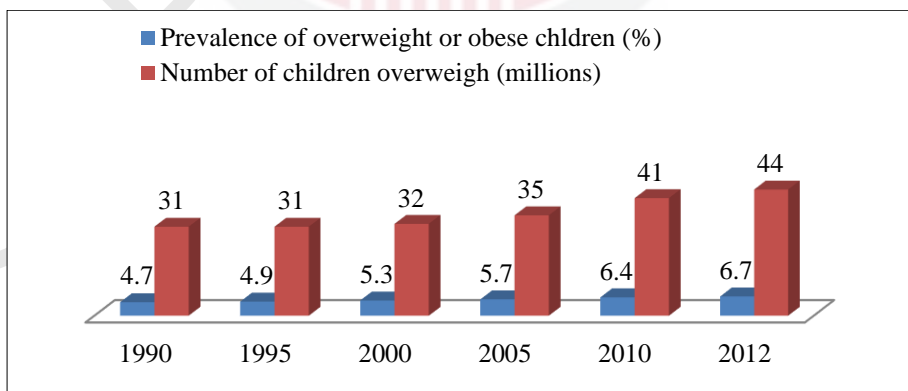 Prevalence of overweight or obese chldren (%)
Number of children overweigh (millions)
31 31 32 35 41 44
4.7 4.9 5.3 5.7 6.4 6.7
1990 1995 2000 2005 2010 2012